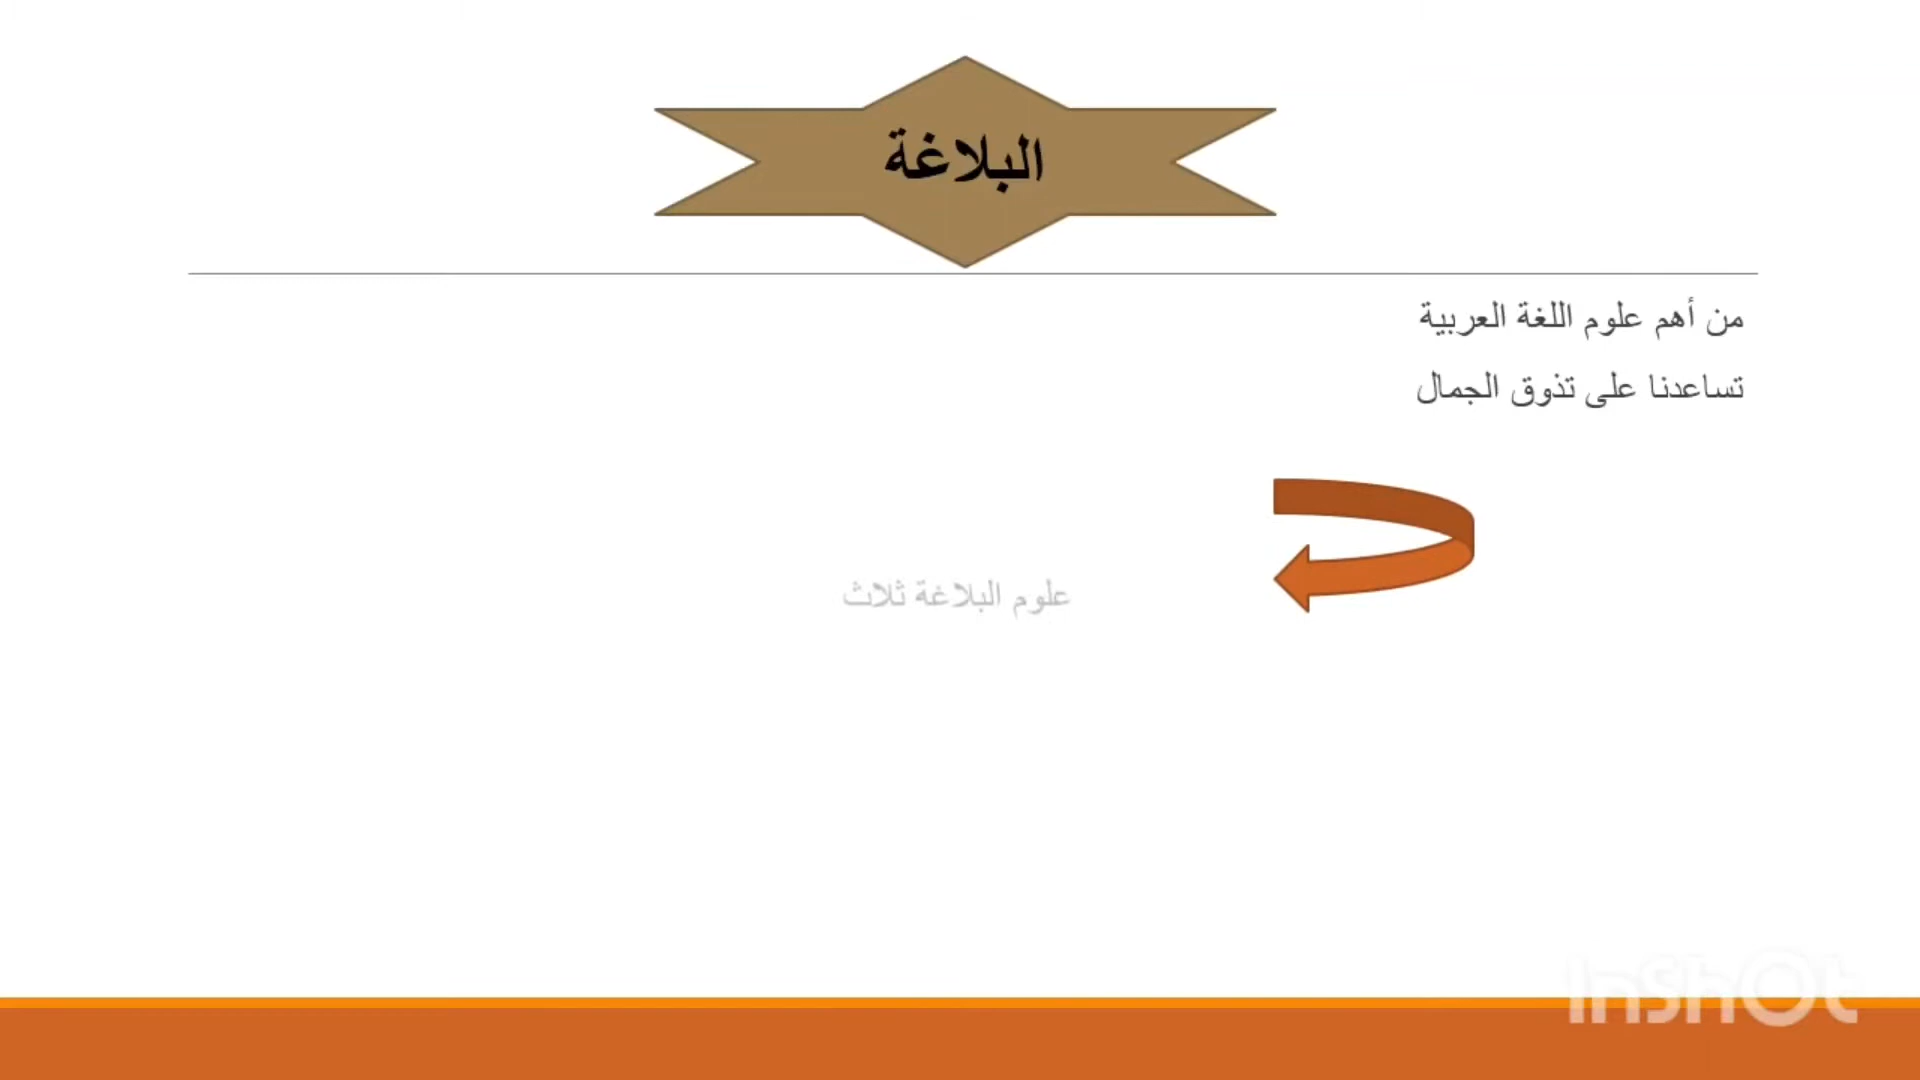 البلاغة
من أهم علوم اللغة العربية
تساعدنا على تذوق الجمال
علوم البلاغة ثلاث
InShOt